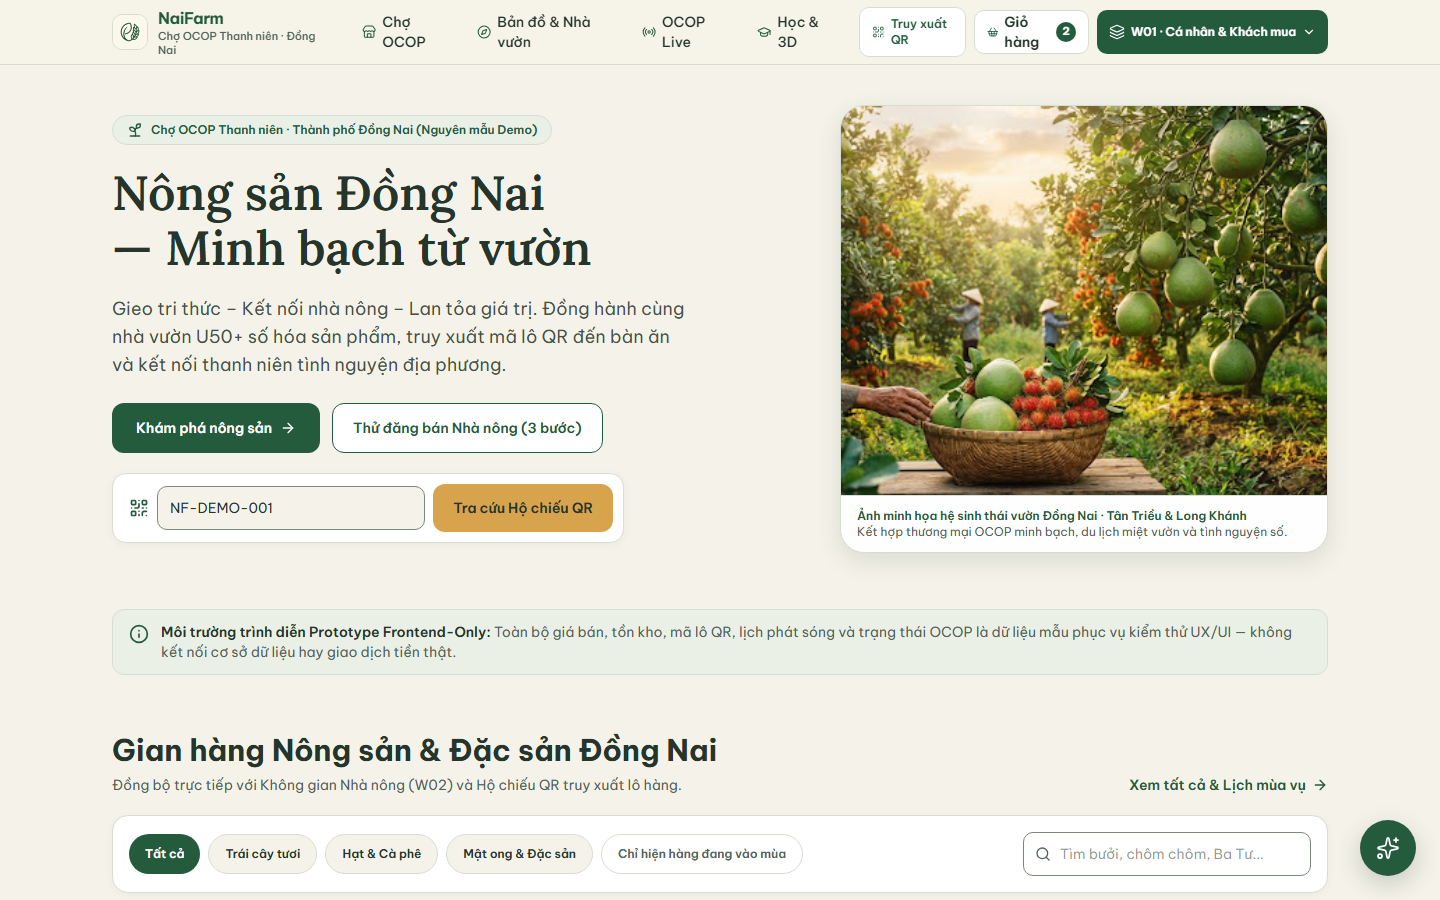 NaiFarm
Chợ OCOP Thanh niên · Đồng
Nai
Chợ
OCOP
Bản đồ & Nhà
vườn
OCOP
Live
Học &
3D
Truy xuất
QR
Giỏ
hàng
2
W01 · Cá nhân & Khách mua
Chợ OCOP Thanh niên · Thành phố Đồng Nai (Nguyên mẫu Demo)
Nông sản Đồng Nai
— Minh bạch từ vườn
Gieo tri thức – Kết nối nhà nông – Lan tỏa giá trị. Đồng hành cùng
nhà vườn U50+ số hóa sản phẩm, truy xuất mã lô QR đến bàn ăn
và kết nối thanh niên tình nguyện địa phương.
Khám phá nông sản
Thử đăng bán Nhà nông (3 bước)
NF-DEMO-001
Tra cứu Hộ chiếu QR
Ảnh minh họa hệ sinh thái vườn Đồng Nai · Tân Triều & Long Khánh
Kết hợp thương mại OCOP minh bạch, du lịch miệt vườn và tình nguyện số.
Môi trường trình diễn Prototype Frontend-Only: Toàn bộ giá bán, tồn kho, mã lô QR, lịch phát sóng và trạng thái OCOP là dữ liệu mẫu phục vụ kiểm thử UX/UI — không
kết nối cơ sở dữ liệu hay giao dịch tiền thật.
Gian hàng Nông sản & Đặc sản Đồng Nai
Đồng bộ trực tiếp với Không gian Nhà nông (W02) và Hộ chiếu QR truy xuất lô hàng.
Xem tất cả & Lịch mùa vụ
Tất cả
Trái cây tươi
Hạt & Cà phê
Mật ong & Đặc sản
Chỉ hiện hàng đang vào mùa
Tìm bưởi, chôm chôm, Ba Tư...